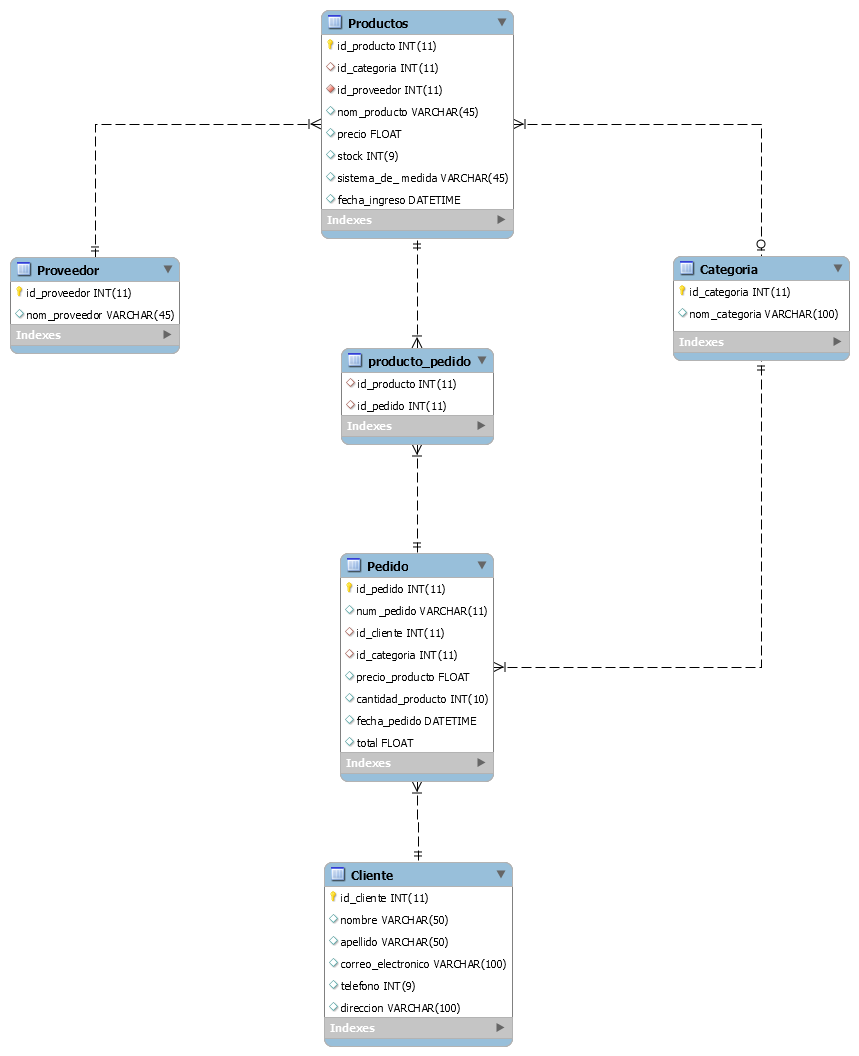 Productos
id_producto INT(11)
id_categoria INT(11)
id_proveedor INT(11)
nom_producto VARCHAR(45)
precio FLOAT
stock INT(9)
sistema_de_medida VARCHAR(45)
fecha_ingreso DATETIME
Indexes
Proveedor
id_proveedor INT(11)
nom_proveedor VARCHAR(45)
Indexes
Categoria
id_categoria INT(11)
nom_categoria VARCHAR(100)
Indexes
producto_pedido
id_producto INT(11)
id_pedido INT(11)
Indexes
Pedido
id_pedido INT(11)
num_pedido VARCHAR(11)
id_cliente INT(11)
id_categoria INT(11)
precio_producto FLOAT
cantidad_producto INT(10)
fecha_pedido DATETIME
total FLOAT
Indexes
Cliente
id_cliente INT(11)
nombre VARCHAR(50)
apellido VARCHAR(50)
correo_electronico VARCHAR(100)
telefono INT(9)
direccion VARCHAR(100)
Indexes